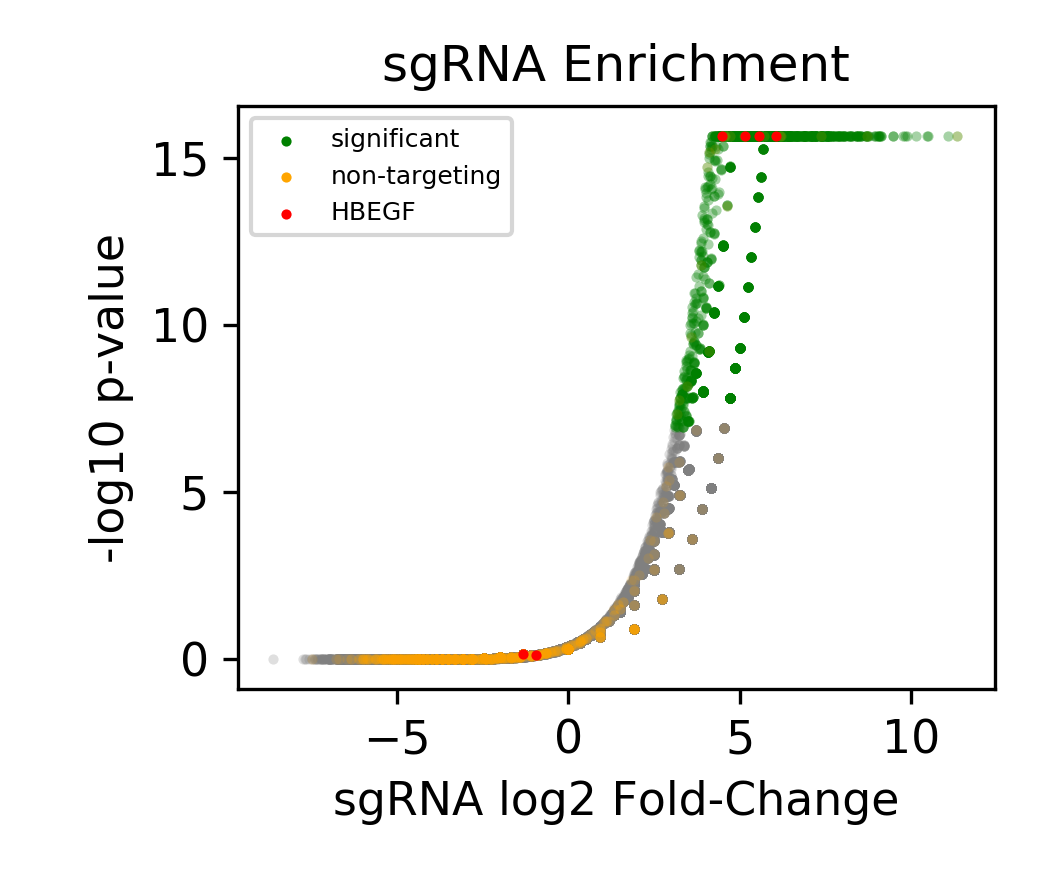 sgRNA Enrichment
significant
non-targeting
HBEGF
15
10
5
0
-log10 p-value
−5
0
5
10
sgRNA log2 Fold-Change